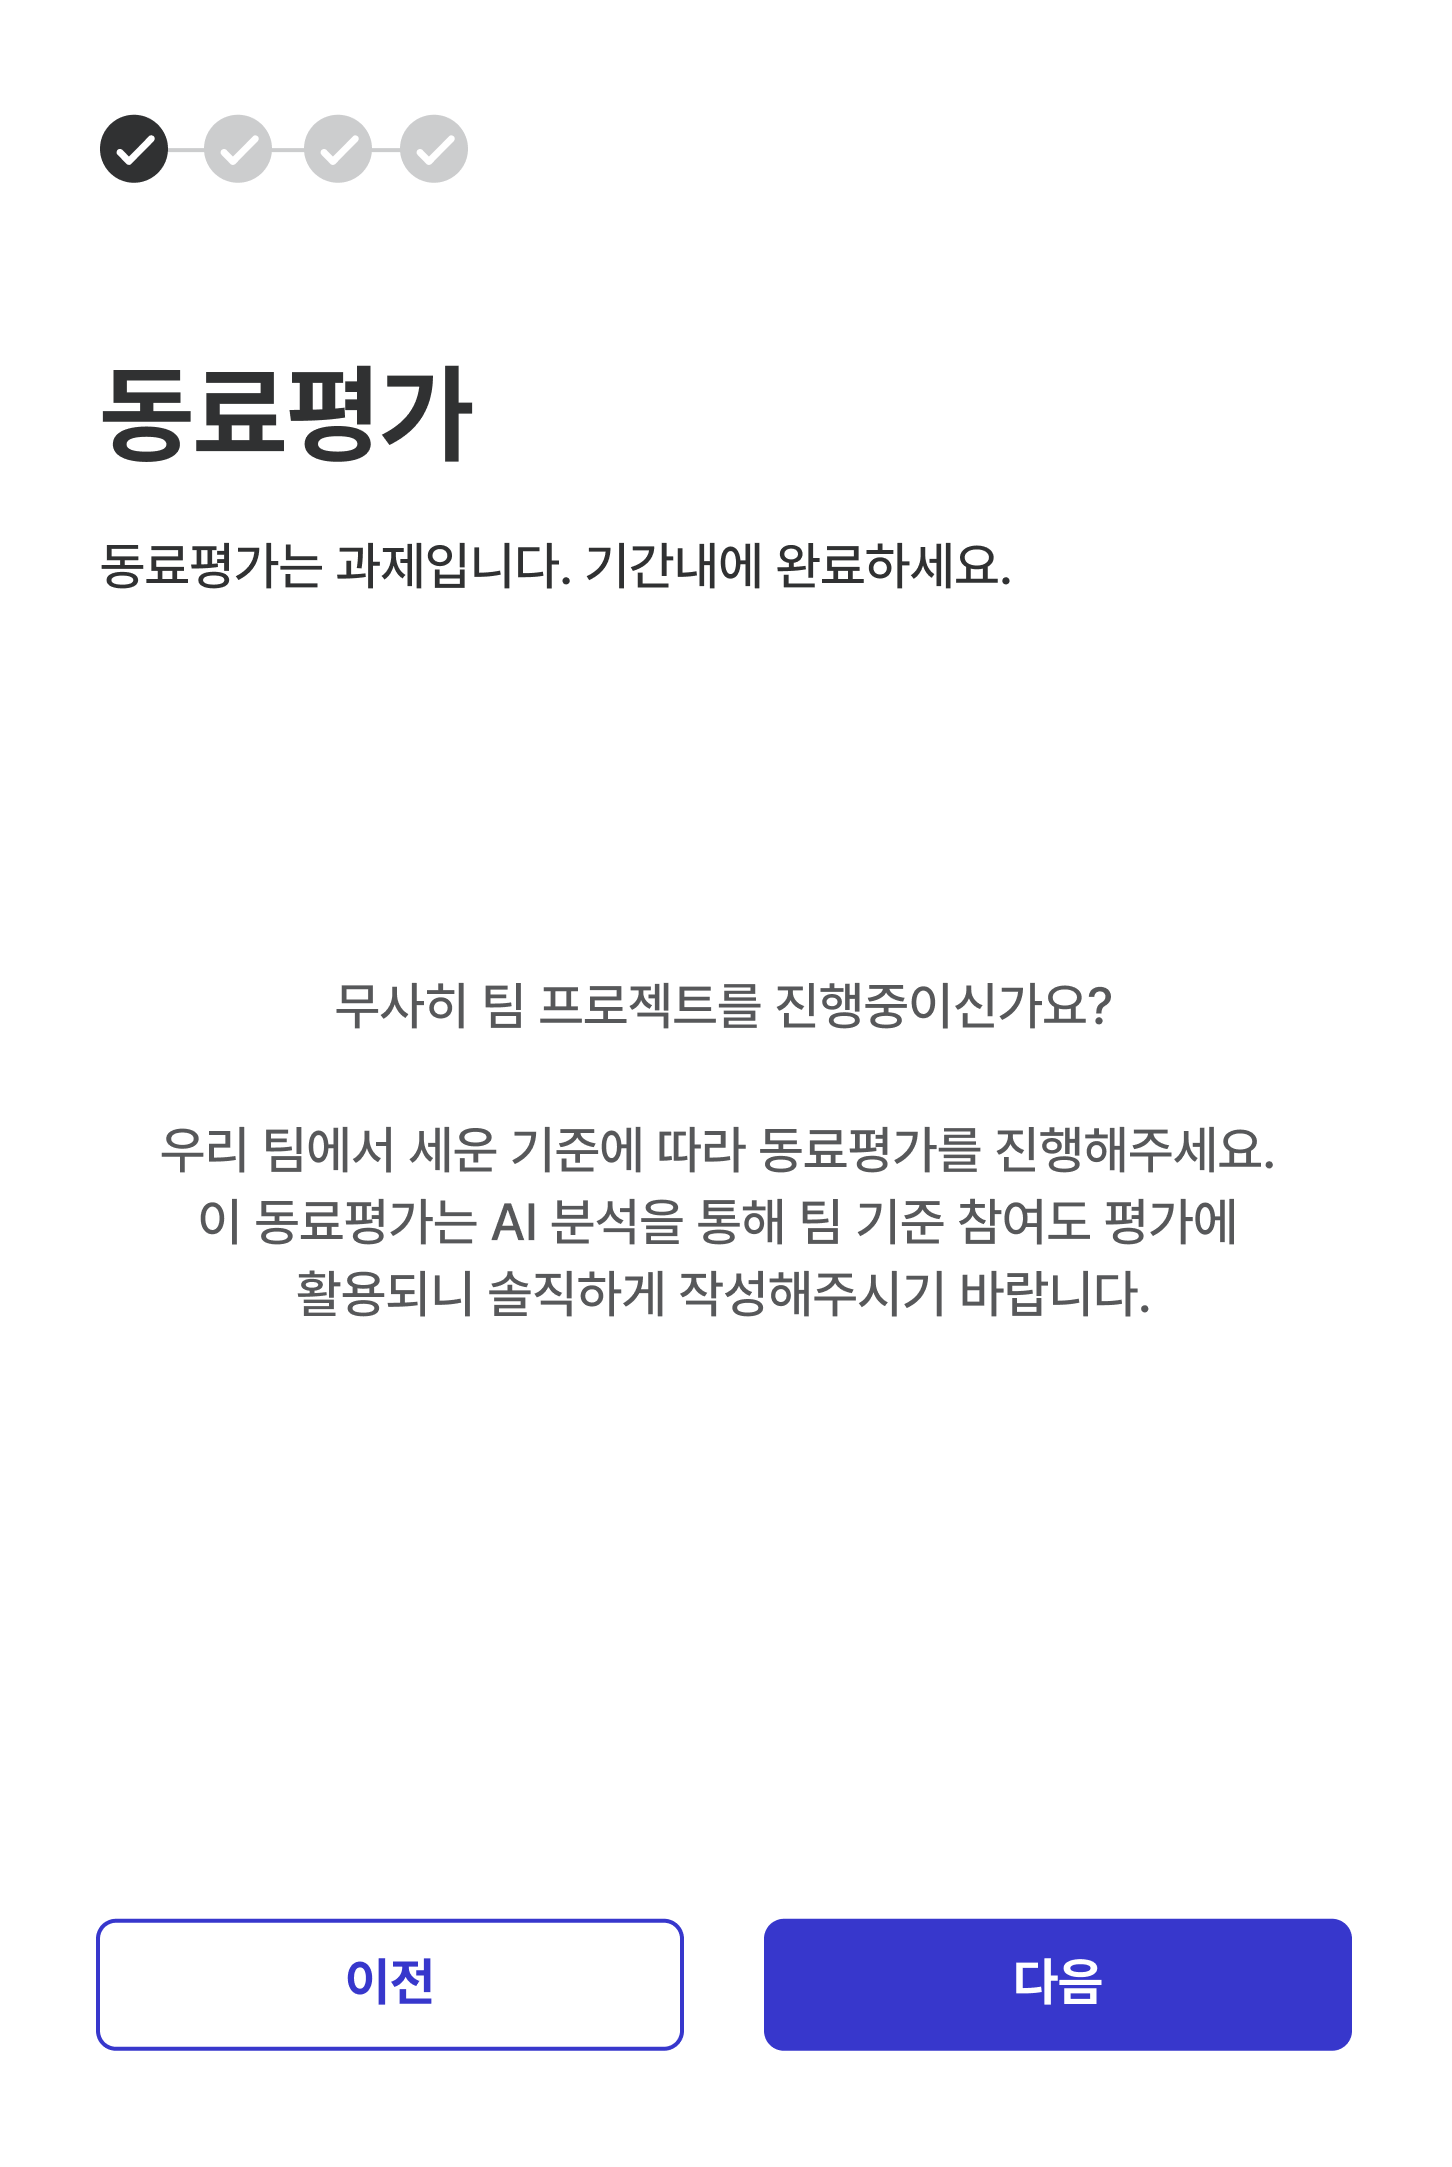 동료평가
동료평가는 과제입니다. 기간내에 완료하세요.
무사히 팀 프로젝트를 진행중이신가요?
우리 팀에서 세운 기준에 따라 동료평가를 진행해주세요.
이 동료평가는 AI 분석을 통해 팀 기준 참여도 평가에
활용되니 솔직하게 작성해주시기 바랍니다.
이전
다음